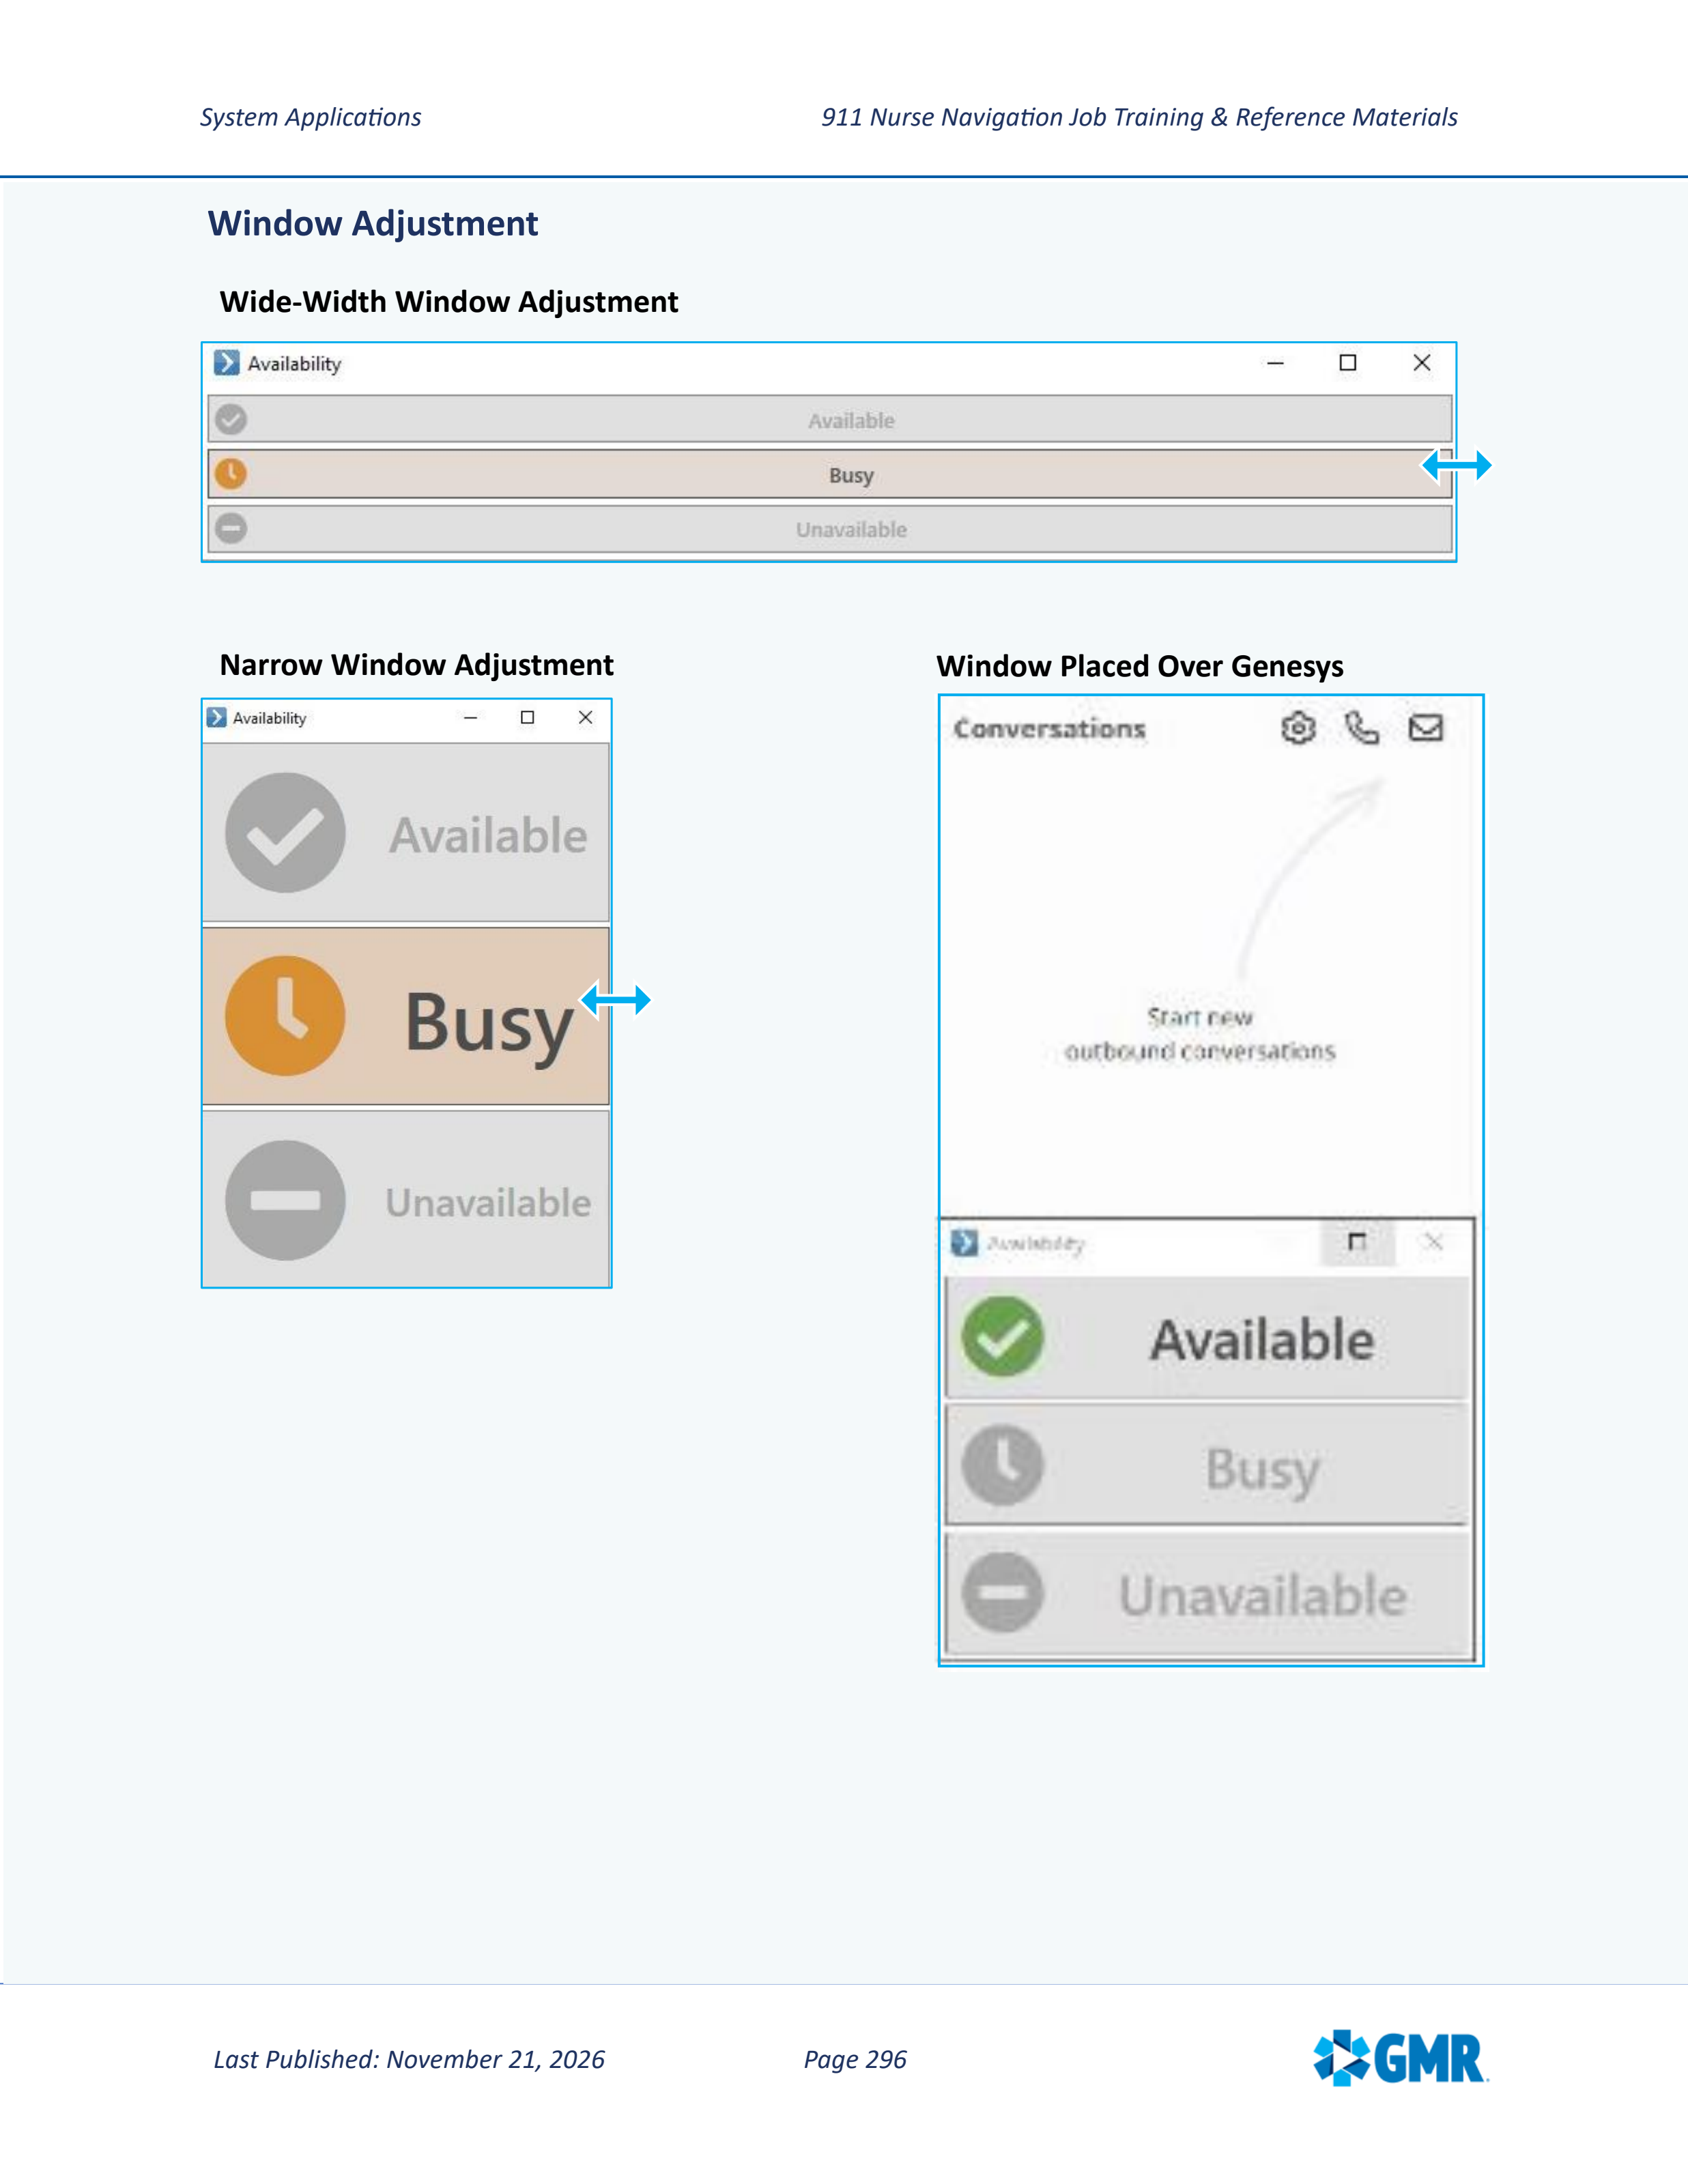 System Applications
911 Nurse Navigation Job Training & Reference Materials
Window Adjustment
Wide-Width Window Adjustment
Availability
Available
Busy
Unavailable
Narrow Window Adjustment
Availability
Available
Busy
Unavailable
Window Placed Over Genesys
Conversations
Start new
outbound conversations
Availability
Available
Busy
Unavailable
Last Published: November 21, 2026
Page 296
GMR